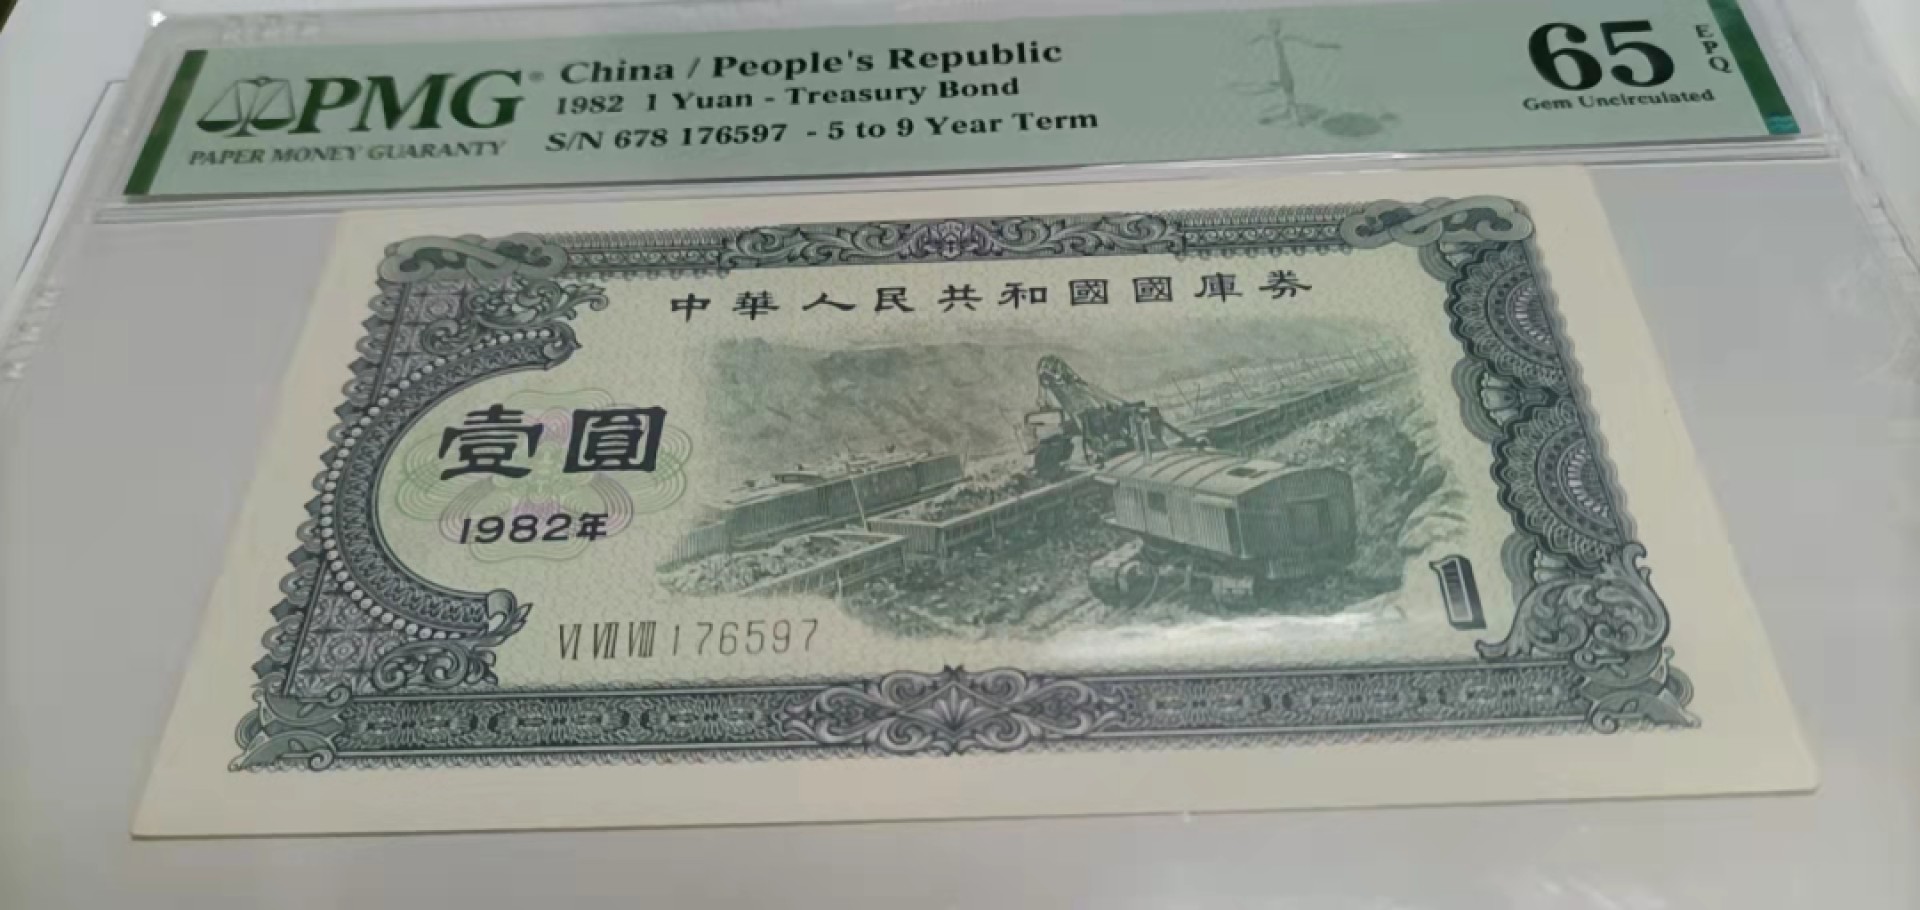 PMG
PAPER MONEY GUARANTY
China / People's Republic
1982 1 Yuan - Treasury Bond
S/N 678 176597 - 5 to 9 Year Term
65
EPQ
Gem Uncirculated
中華人民共和國國庫券
壹圓
1982年
1
VI VII VIII 176597